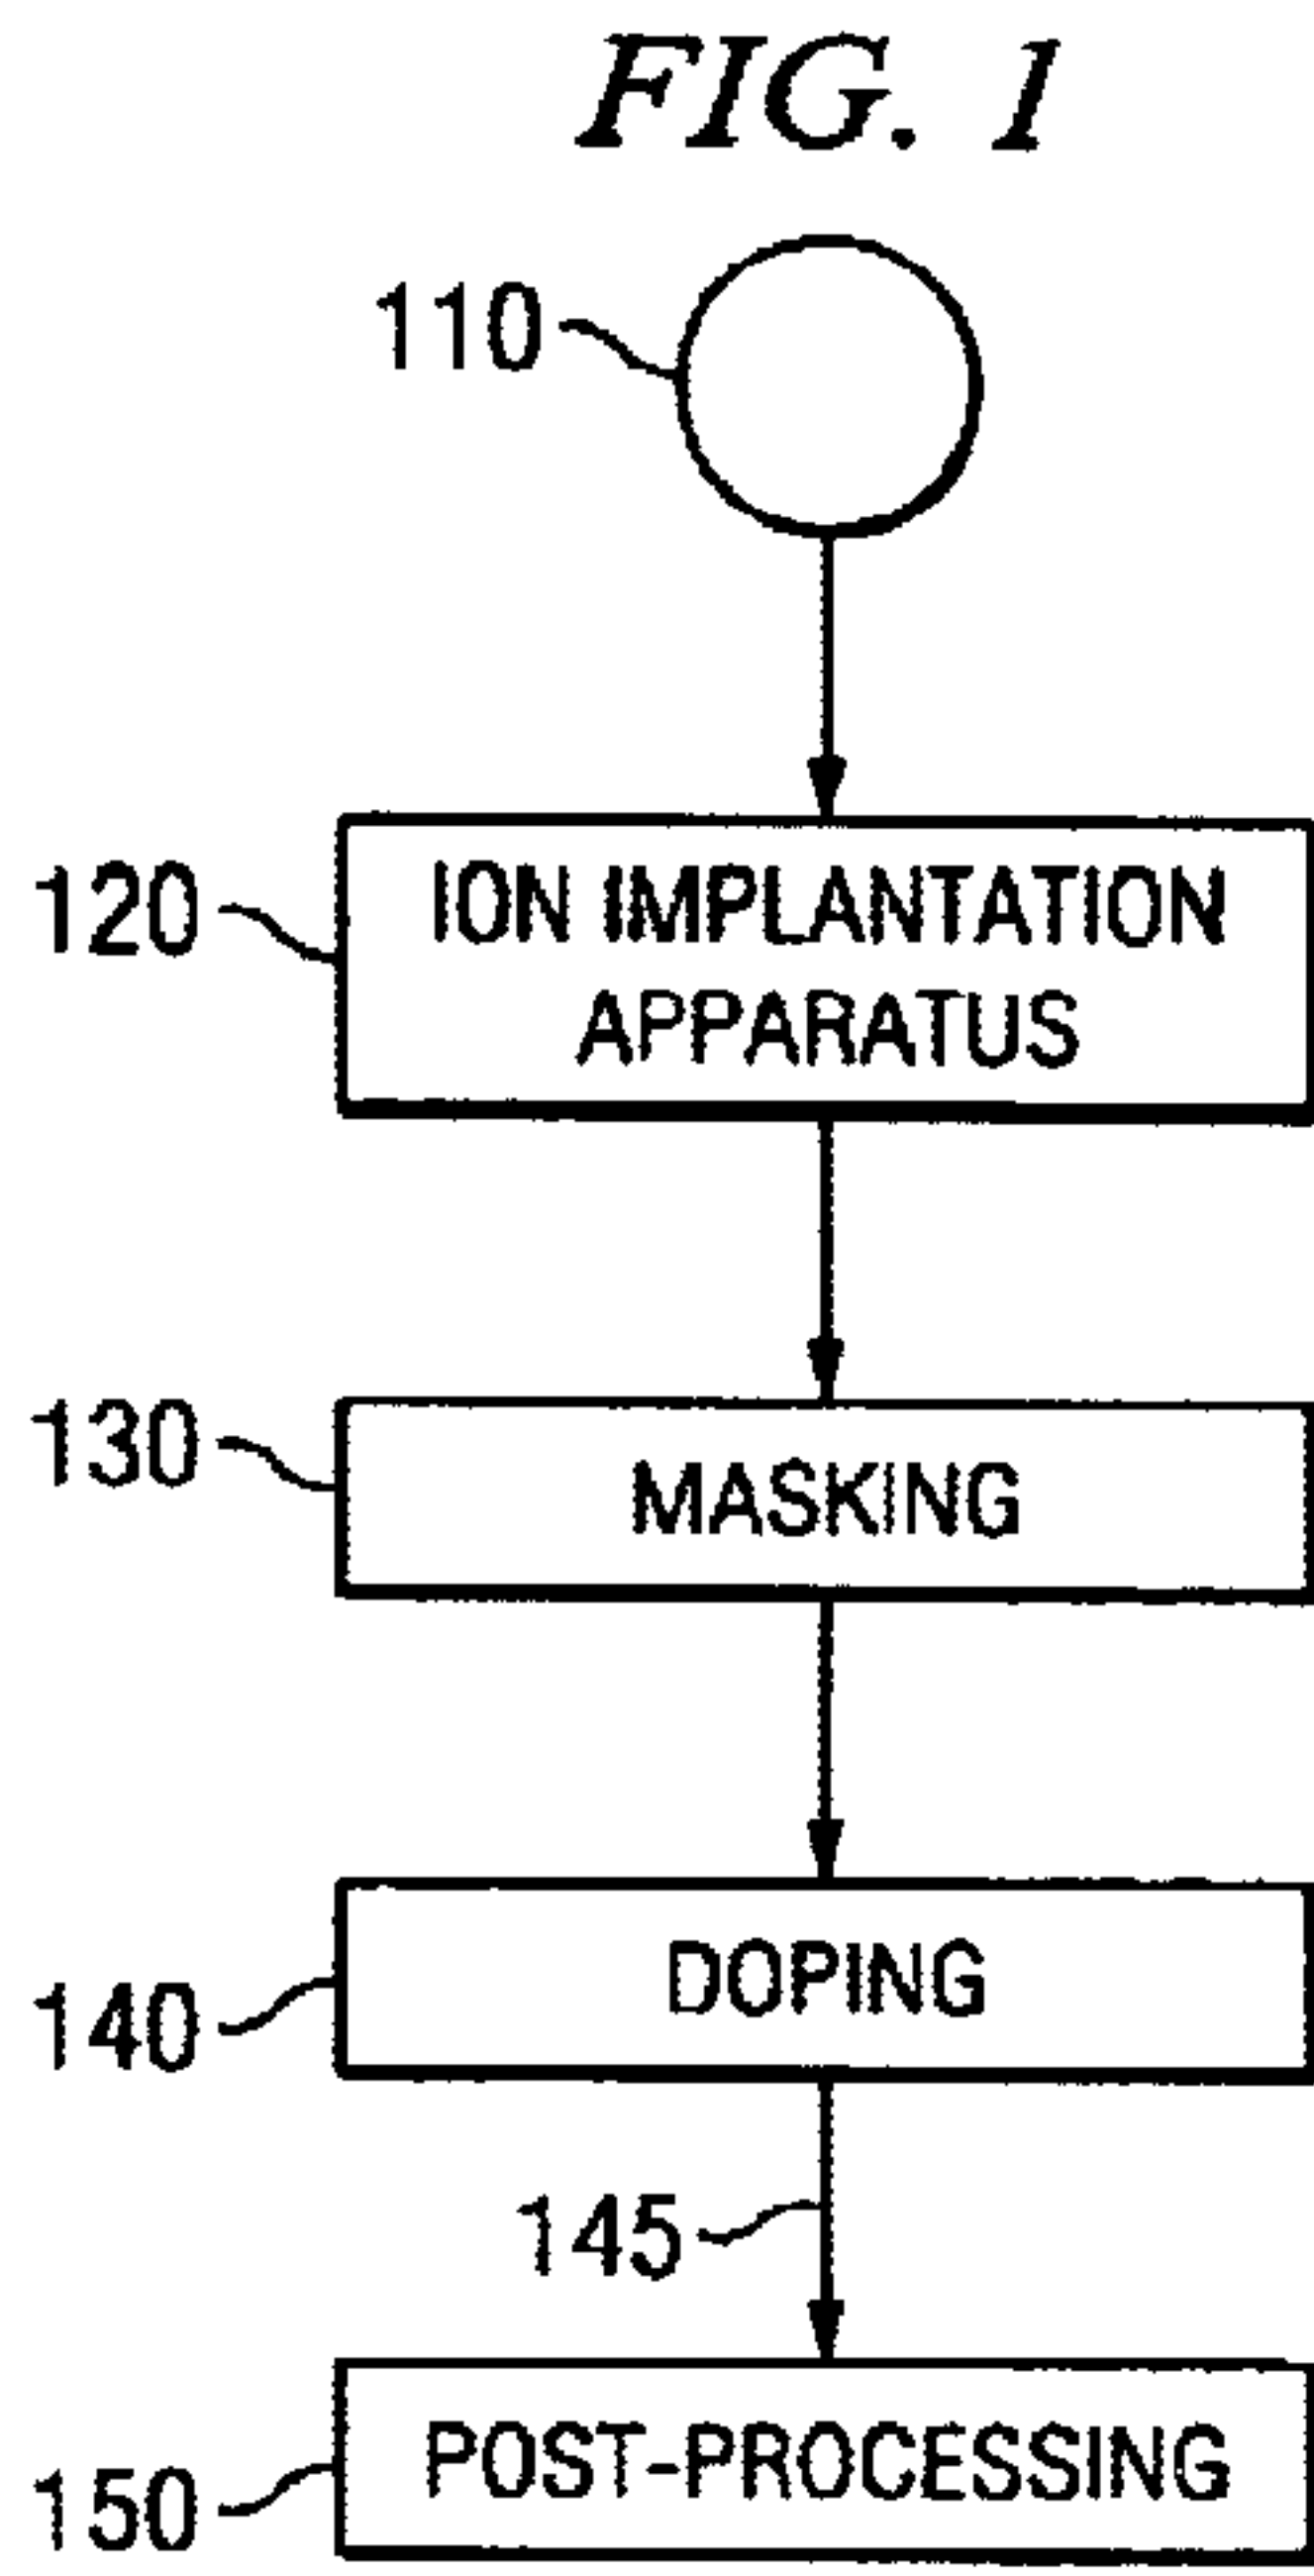 FIG. 1
110
120
ION IMPLANTATION
APPARATUS
130
MASKING
140
DOPING
145
150
POST-PROCESSING